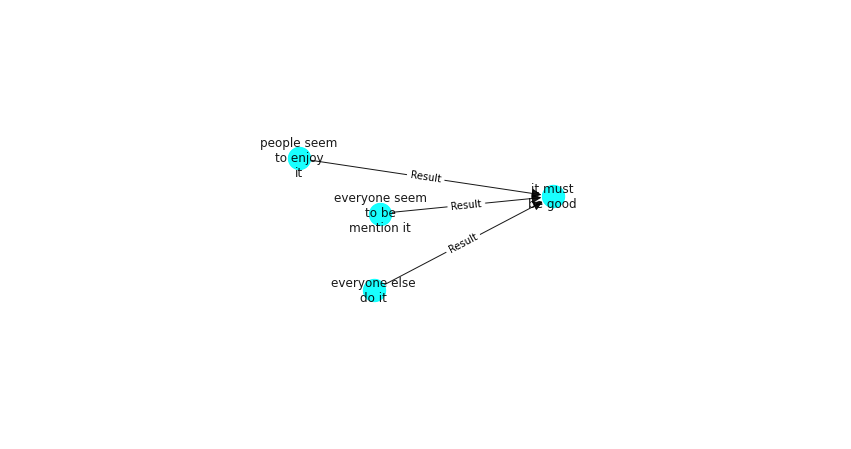 people seem
to enjoy
it
Result
it must
be good
everyone seem
to be
mention it
Result
Result
everyone else
do it